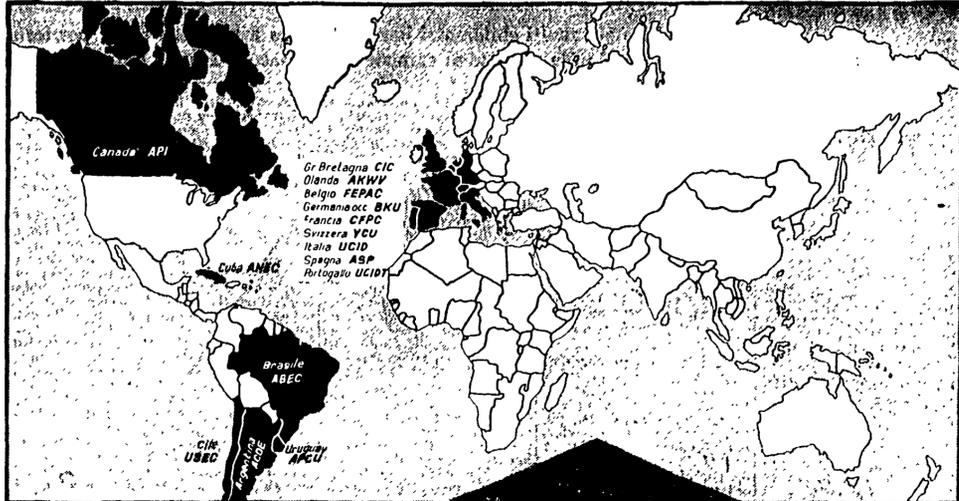 Canada' API
Gr Bretagna CIC
Olanda AKWV
Belgio FEPAC
Germania occ. BKU
Francia CFPC
Svizzera VCU
Italia UCID
Spagna ASP
Portogallo UCIDT
Cuba ANEC
Brasile
ABEC
Cile
USEC
Argentina
ACDE
Uruguay
APCU